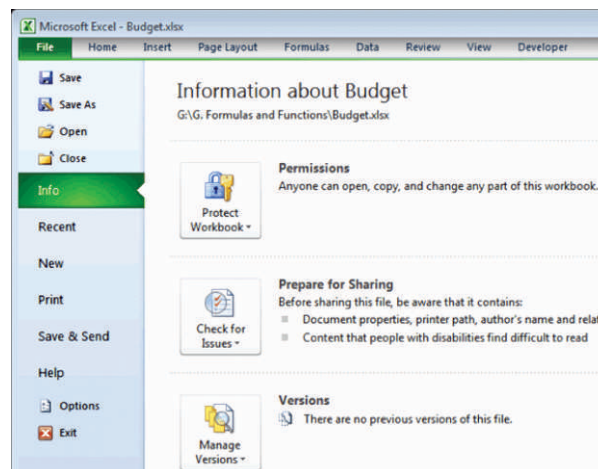 Microsoft Excel - Budget.xlsx
File Home Insert Page Layout Formulas Data Review View Developer
Save
Save As
Open
Close
Info
Recent
New
Print
Save & Send
Help
Options
Exit
Information about Budget
G:\G. Formulas and Functions\Budget.xlsx
Protect
Workbook
Permissions
Anyone can open, copy, and change any part of this workbook.
Check for
Issues
Prepare for Sharing
Before sharing this file, be aware that it contains:
Document properties, printer path, author's name and rela
Content that people with disabilities find difficult to read
Manage
Versions
Versions
There are no previous versions of this file.